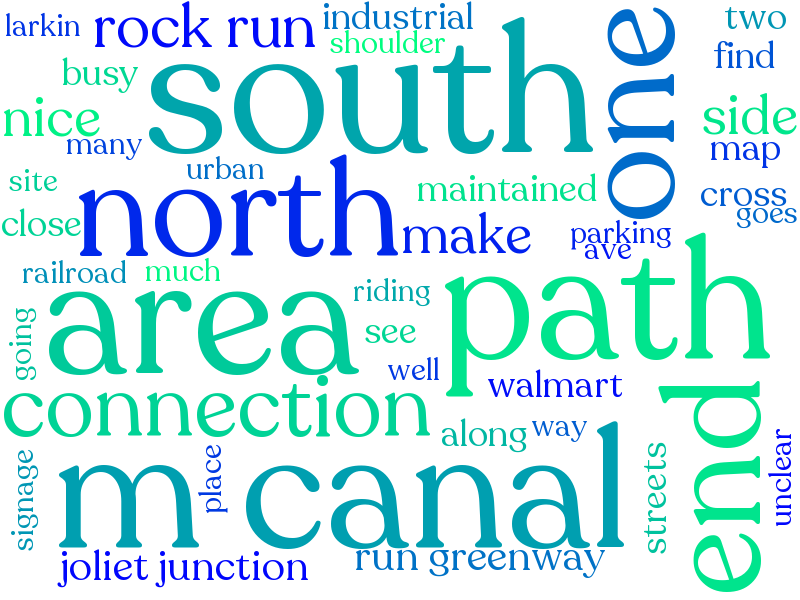 larkin
rock run
industrial
shoulder
two
find
busy
south
one
nice
side
many
map
urban
site
north
maintained
cross
goes
close
make
parking
ave
railroad
much
area
riding
path
going
see
well
walmart
connection
end
along
way
m canal
signage
place
streets
unclear
joliet junction
run greenway